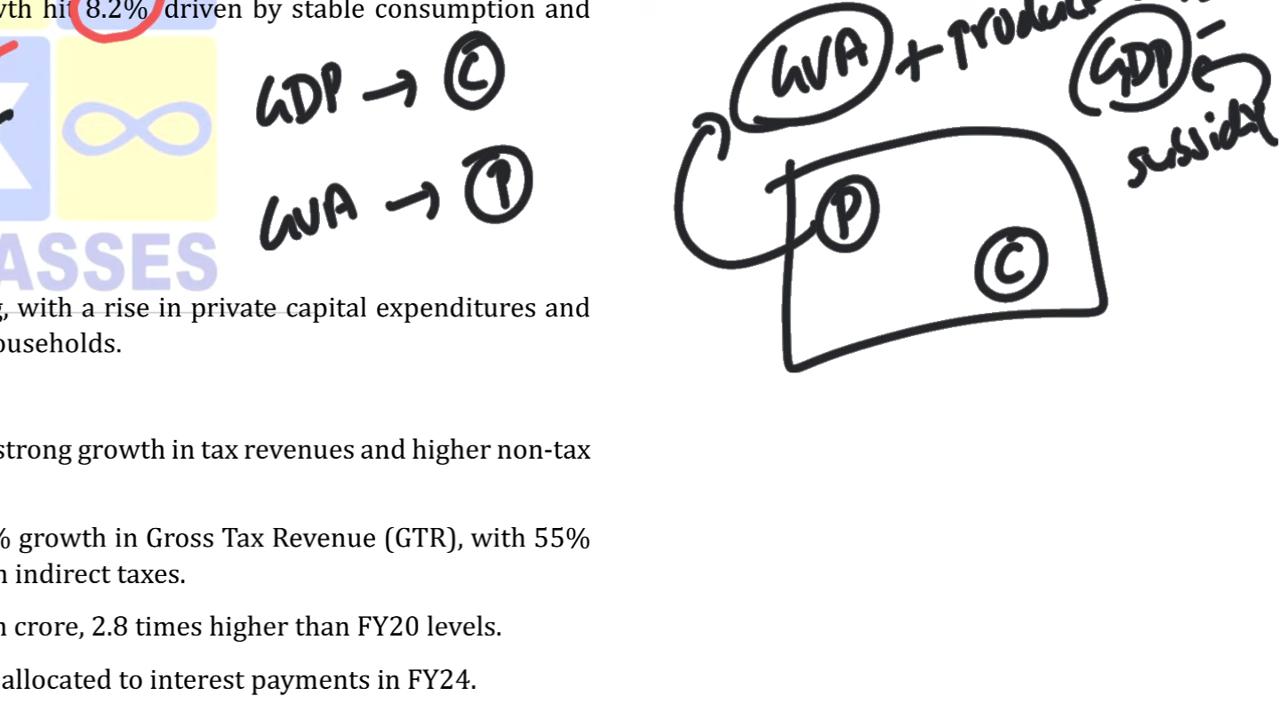 wth hit 8.2% driven by stable consumption and
GDP → C
GVA → P
ASSES
GVA + product
GDP -
subsidy
P
C
g, with a rise in private capital expenditures and
ouseholds.
strong growth in tax revenues and higher non-tax
% growth in Gross Tax Revenue (GTR), with 55%
n indirect taxes.
n crore, 2.8 times higher than FY20 levels.
allocated to interest payments in FY24.